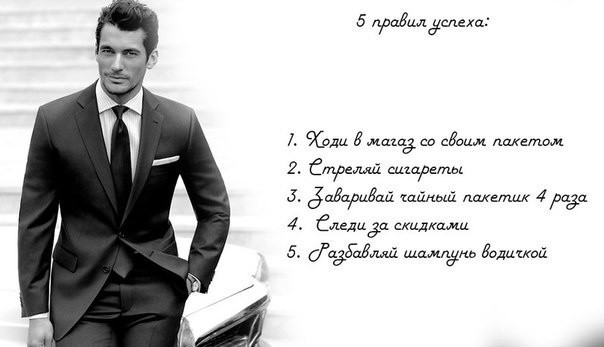 5 правил успеха:
1. Ходи в магаз со своим пакетом
2. Стреляй сигареты
3. Заваривай чайный пакетик 4 раза
4. Следи за скидками
5. Разбавляй шампунь водичкой